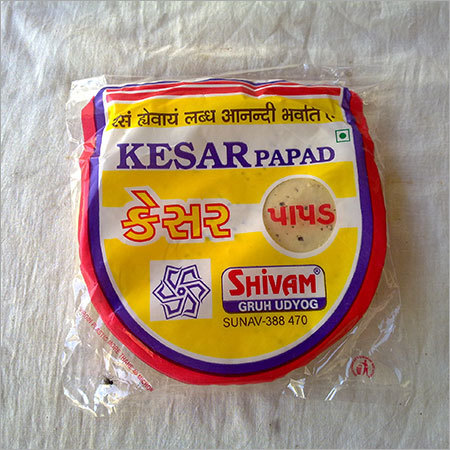 रसं ह्येवायं लब्ध आनन्दी भवति
KESAR PAPAD
કેસર
પાપડ
SHIVAM®
GRUH UDYOG
SUNAV-388 470